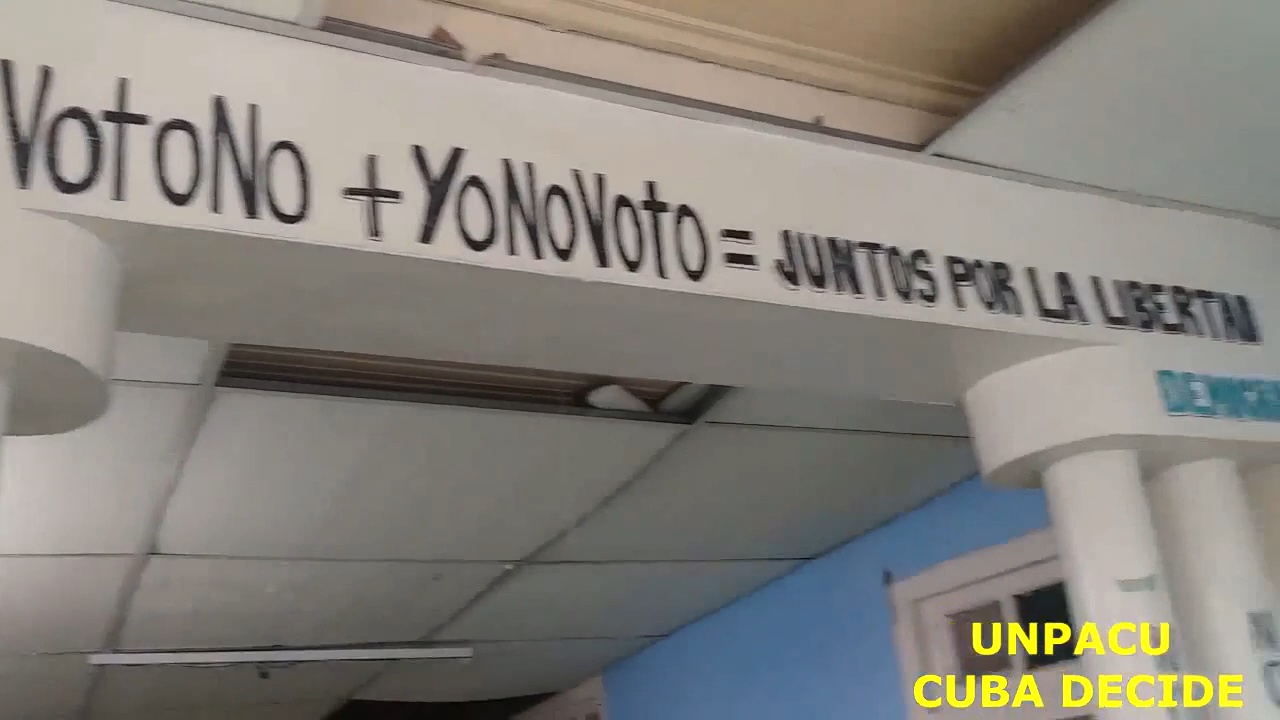 VotoNo + YoNoVoto = JUNTOS POR LA LIBERTAD
UNPACU
CUBA DECIDE